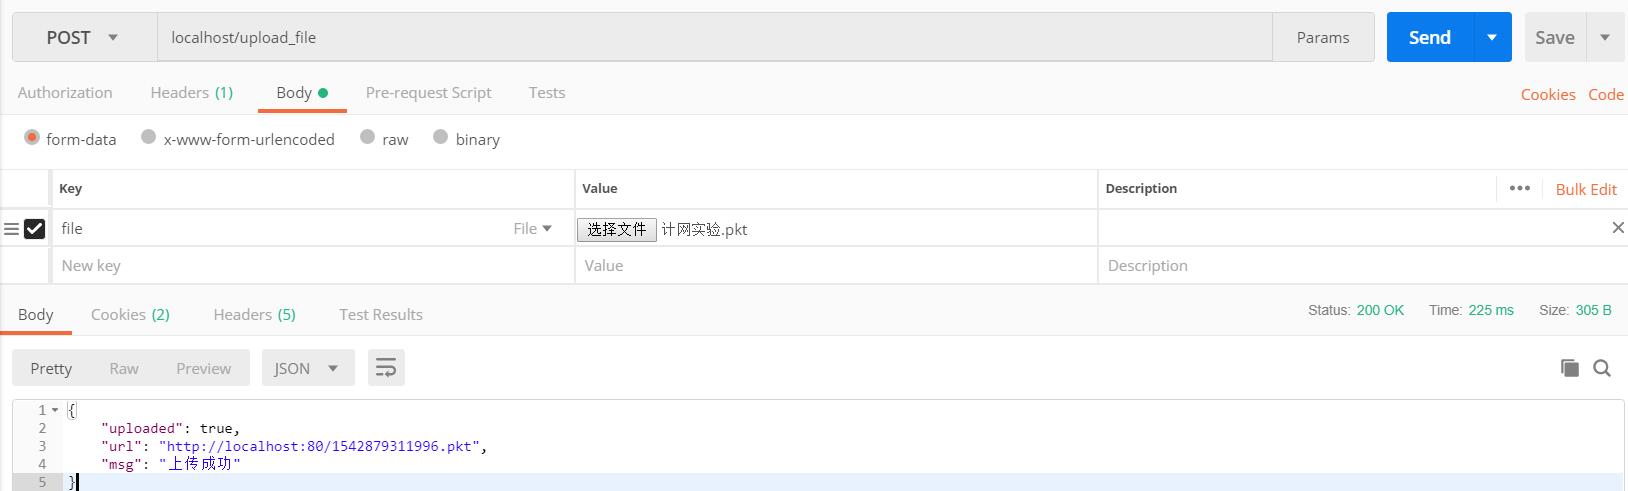 POST localhost/upload_file Params Send Save
Authorization Headers (1) Body Pre-request Script Tests Cookies Code
form-data x-www-form-urlencoded raw binary
Key Value Description ••• Bulk Edit
file File 选择文件 计网实验.pkt
New key Value Description
Body Cookies (2) Headers (5) Test Results Status: 200 OK Time: 225 ms Size: 305 B
Pretty Raw Preview JSON
1 {
2 "uploaded": true,
3 "url": "http://localhost:80/1542879311996.pkt",
4 "msg": "上传成功"
5 }